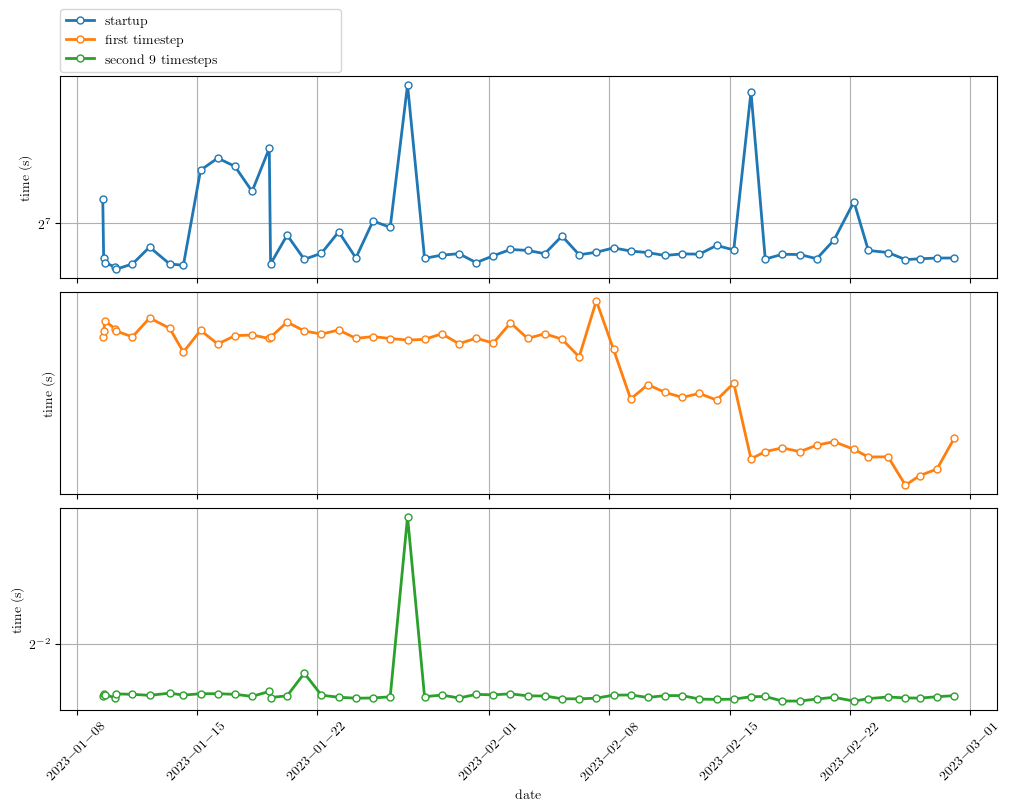 startup
first timestep
second 9 timesteps
time (s)
2^7
time (s)
time (s)
2^−2
2023−01−08
2023−01−15
2023−01−22
2023−02−01
2023−02−08
2023−02−15
2023−02−22
2023−03−01
date